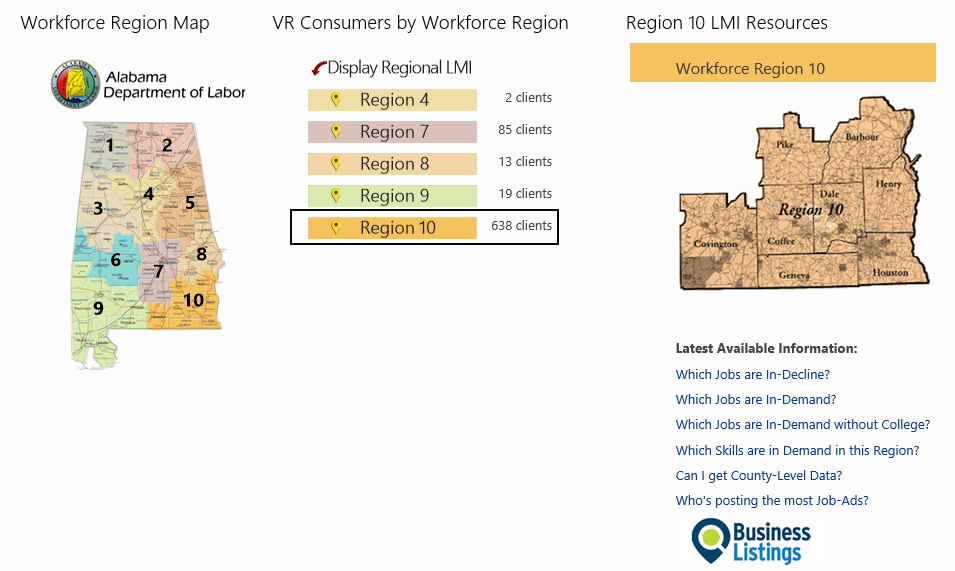 Workforce Region Map
Alabama
Department of Labor
1
2
3
4
5
6
7
8
9
10
VR Consumers by Workforce Region
Display Regional LMI
Region 4 2 clients
Region 7 85 clients
Region 8 13 clients
Region 9 19 clients
Region 10 638 clients
Region 10 LMI Resources
Workforce Region 10
Pike
Barbour
Henry
Dale
Region 10
Covington
Coffee
Geneva
Houston
Latest Available Information:
Which Jobs are In-Decline?
Which Jobs are In-Demand?
Which Jobs are In-Demand without College?
Which Skills are in Demand in this Region?
Can I get County-Level Data?
Who's posting the most Job-Ads?
Business
Listings